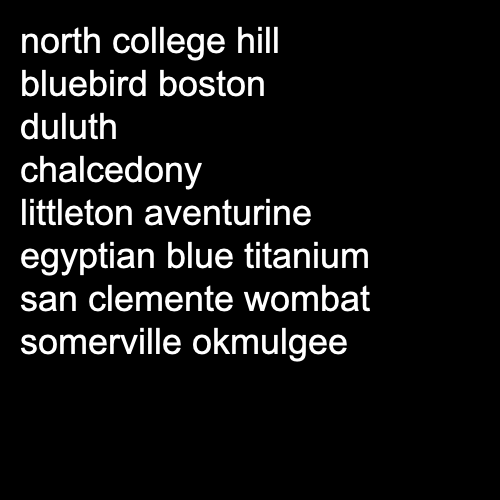 north college hill
bluebird boston
duluth
chalcedony
littleton aventurine
egyptian blue titanium
san clemente wombat
somerville okmulgee